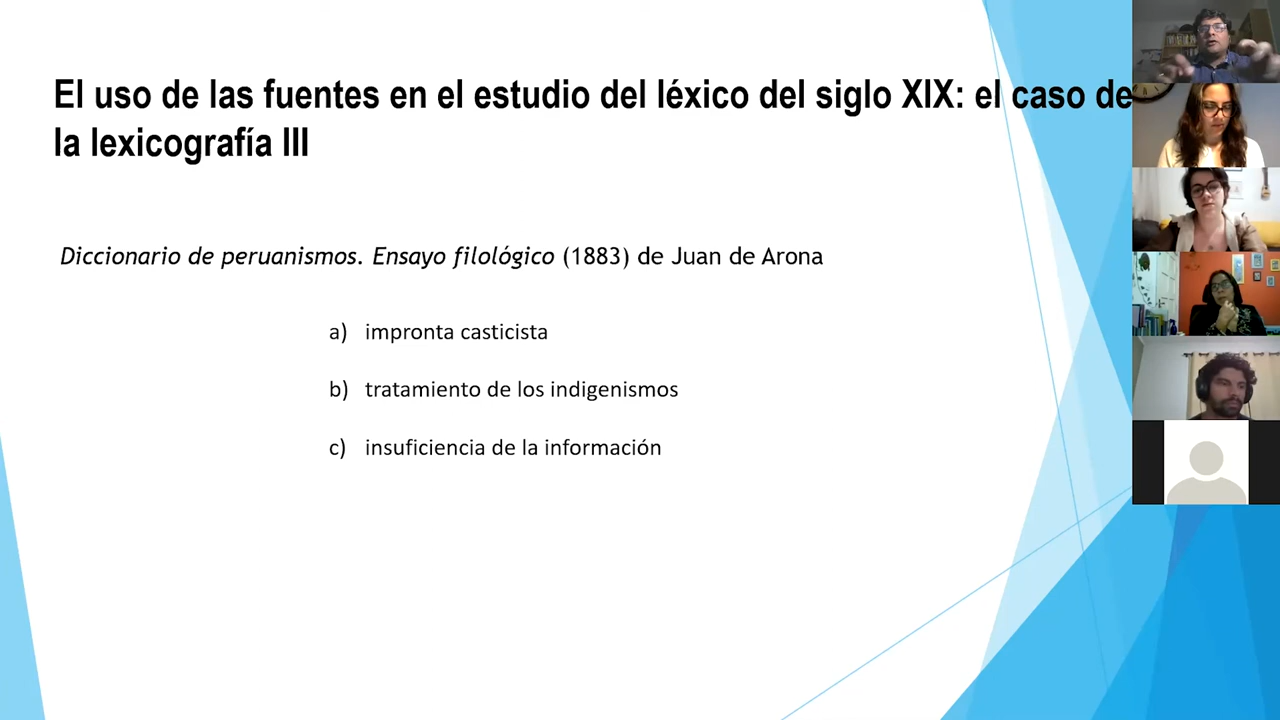 El uso de las fuentes en el estudio del léxico del siglo XIX: el caso de
la lexicografía III
Diccionario de peruanismos. Ensayo filológico (1883) de Juan de Arona
a) impronta casticista
b) tratamiento de los indigenismos
c) insuficiencia de la información